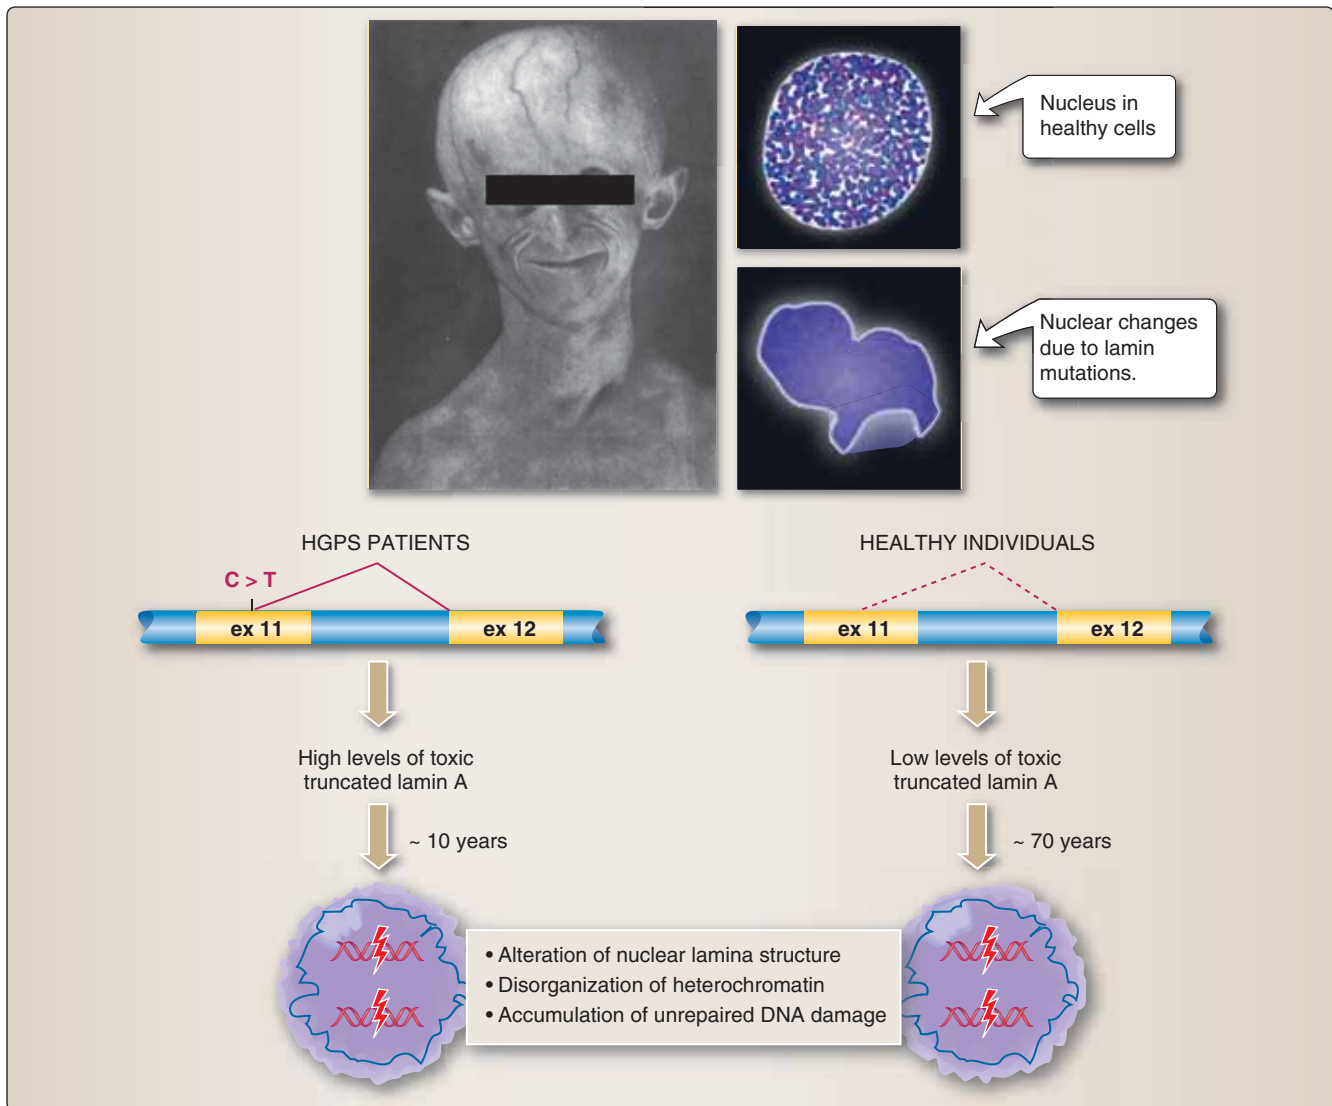 Nucleus in
healthy cells
Nuclear changes
due to lamin
mutations.
HGPS PATIENTS
C > T
ex 11
ex 12
High levels of toxic
truncated lamin A
~ 10 years
HEALTHY INDIVIDUALS
ex 11
ex 12
Low levels of toxic
truncated lamin A
~ 70 years
• Alteration of nuclear lamina structure
• Disorganization of heterochromatin
• Accumulation of unrepaired DNA damage